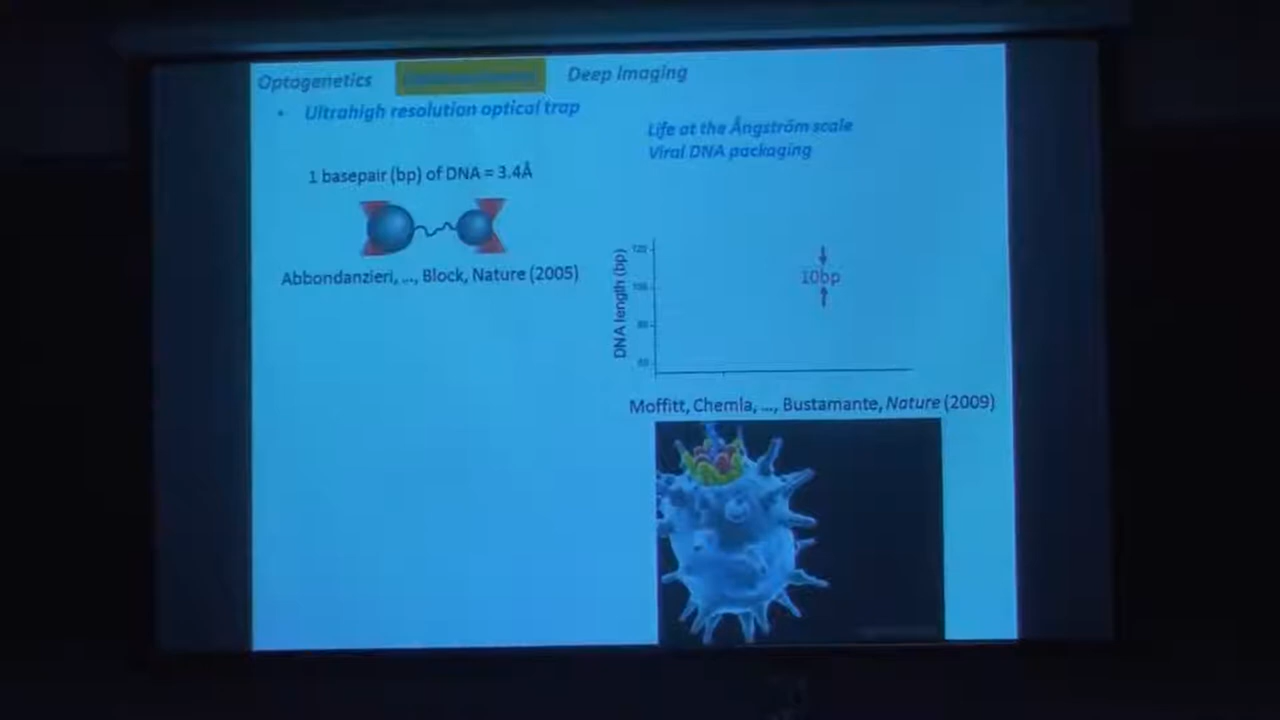 Optogenetics
Deep Imaging
• Ultrahigh resolution optical trap
Life at the Ångström scale
Viral DNA packaging
1 basepair (bp) of DNA = 3.4Å
Abbondanzieri, ..., Block, Nature (2005)
DNA length (bp)
120
10bp
Moffitt, Chemla, ..., Bustamante, Nature (2009)